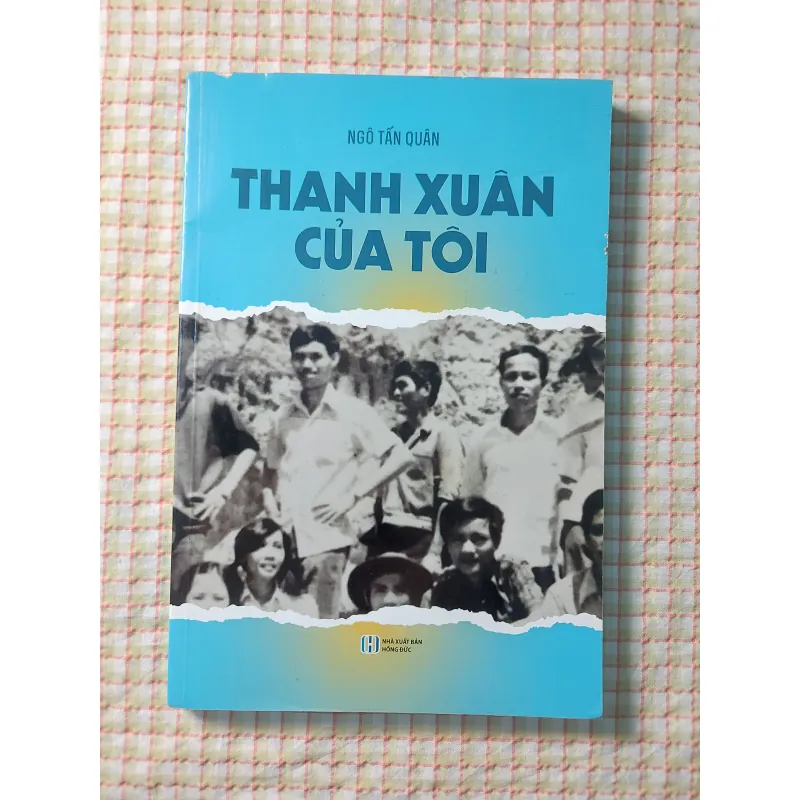 NGÔ TẤN QUÂN
THANH XUÂN
CỦA TÔI
NHÀ XUẤT BẢN
HỒNG ĐỨC